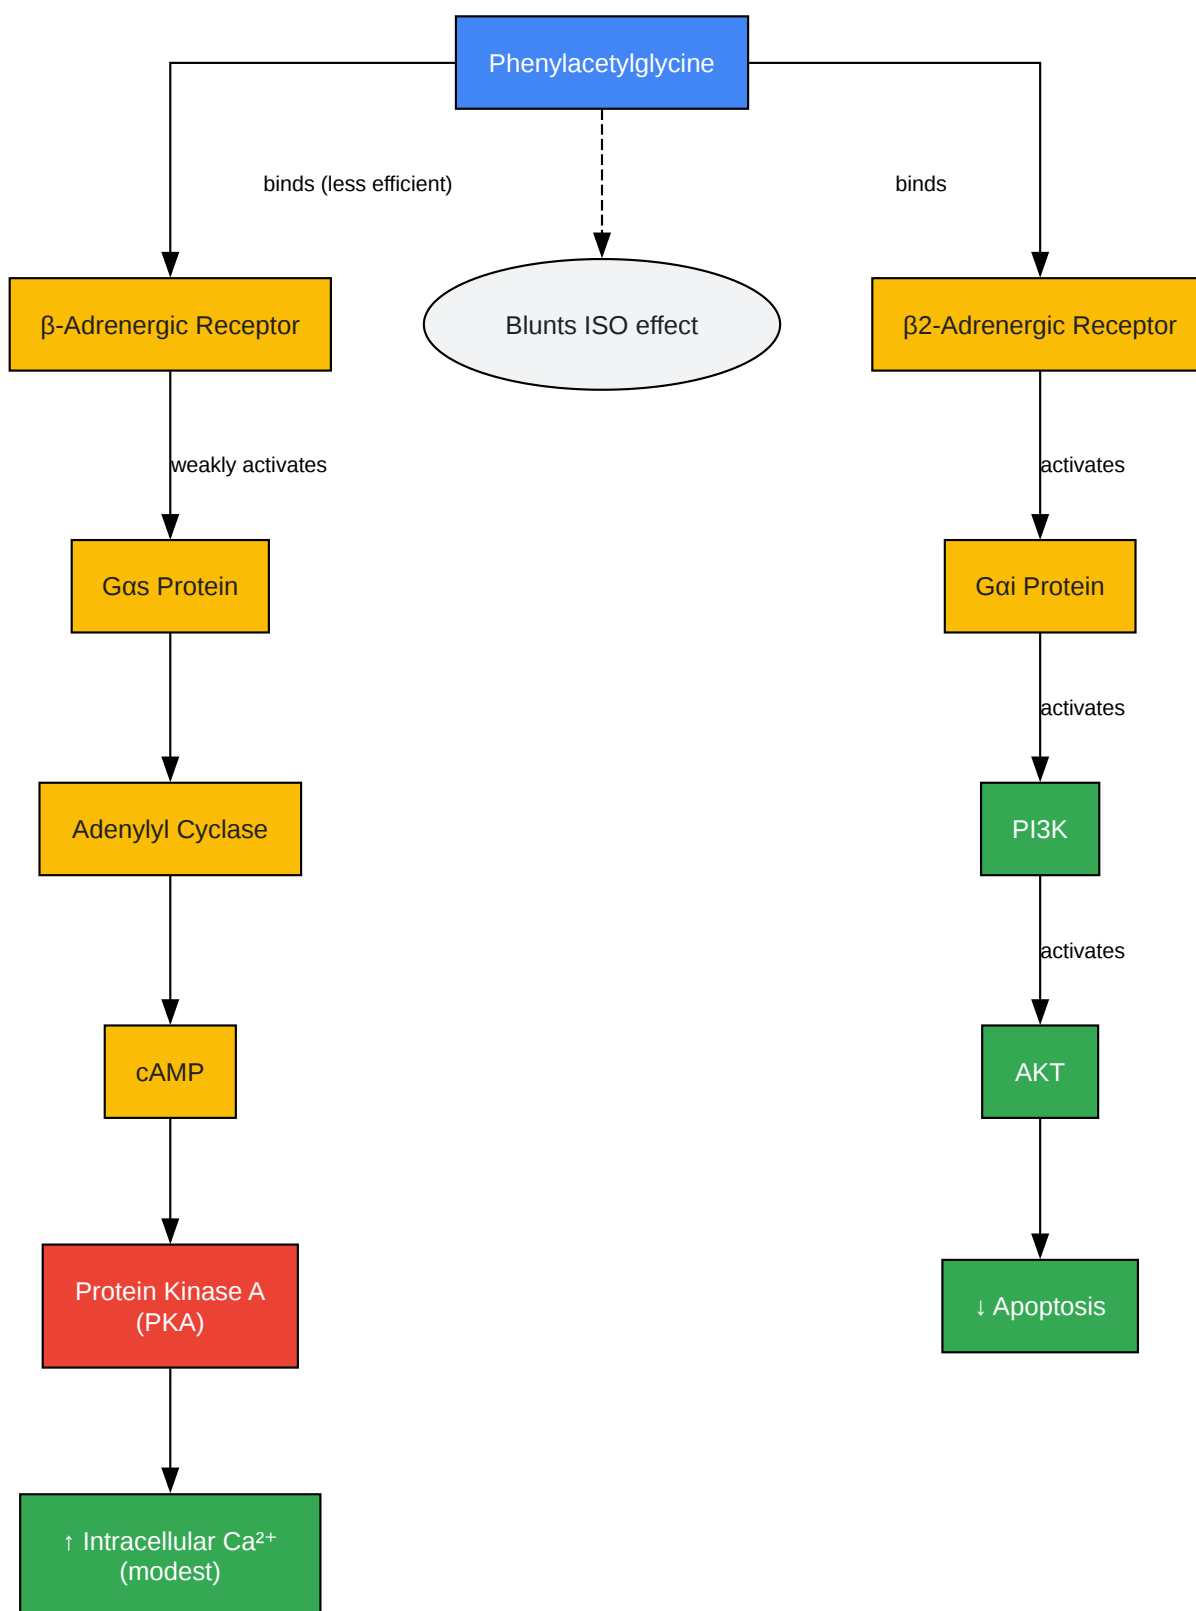 Phenylacetylglycine
binds (less efficient)
binds
β-Adrenergic Receptor
Blunts ISO effect
β2-Adrenergic Receptor
weakly activates
activates
Gαs Protein
Gαi Protein
activates
Adenylyl Cyclase
PI3K
activates
cAMP
AKT
Protein Kinase A
(PKA)
↓ Apoptosis
↑ Intracellular Ca²⁺
(modest)